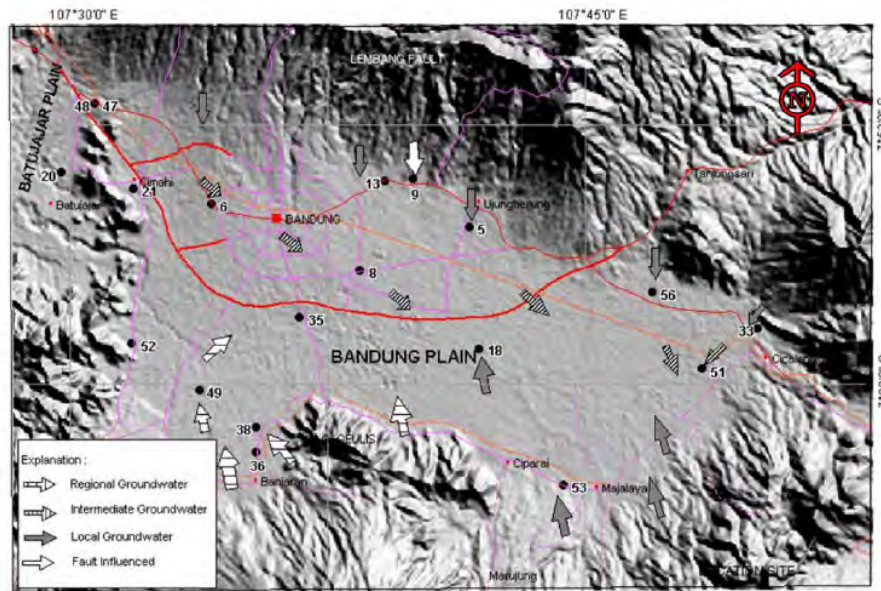 107°30'0" E
107°45'0" E
LEMBANG FAULT
N
BATUJAJAR PLAIN
48
47
20
21
Cimahi
Batujajar
6
BANDUNG
13
9
5
Ujungberung
Tanjungsari
8
56
33
35
18
BANDUNG PLAIN
51
52
49
38
36
Banjaran
Ciparai
53
Majalaya
Explanation :
Regional Groundwater
Intermediate Groundwater
Local Groundwater
Fault Influenced